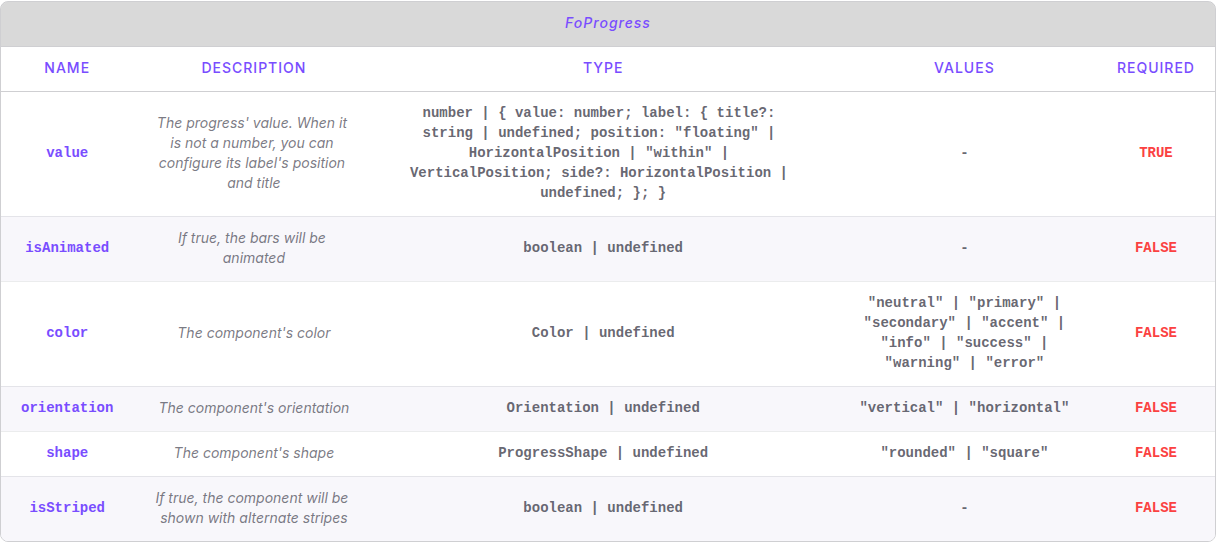 FoProgress
NAME DESCRIPTION TYPE VALUES REQUIRED
value
The progress' value. When it
is not a number, you can
configure its label's position
and title
number | { value: number; label: { title?:
string | undefined; position: "floating" |
HorizontalPosition | "within" |
VerticalPosition; side?: HorizontalPosition |
undefined; }; }
-
TRUE
isAnimated
If true, the bars will be
animated
boolean | undefined
-
FALSE
color
The component's color
Color | undefined
"neutral" | "primary" |
"secondary" | "accent" |
"info" | "success" |
"warning" | "error"
FALSE
orientation
The component's orientation
Orientation | undefined
"vertical" | "horizontal"
FALSE
shape
The component's shape
ProgressShape | undefined
"rounded" | "square"
FALSE
isStriped
If true, the component will be
shown with alternate stripes
boolean | undefined
-
FALSE